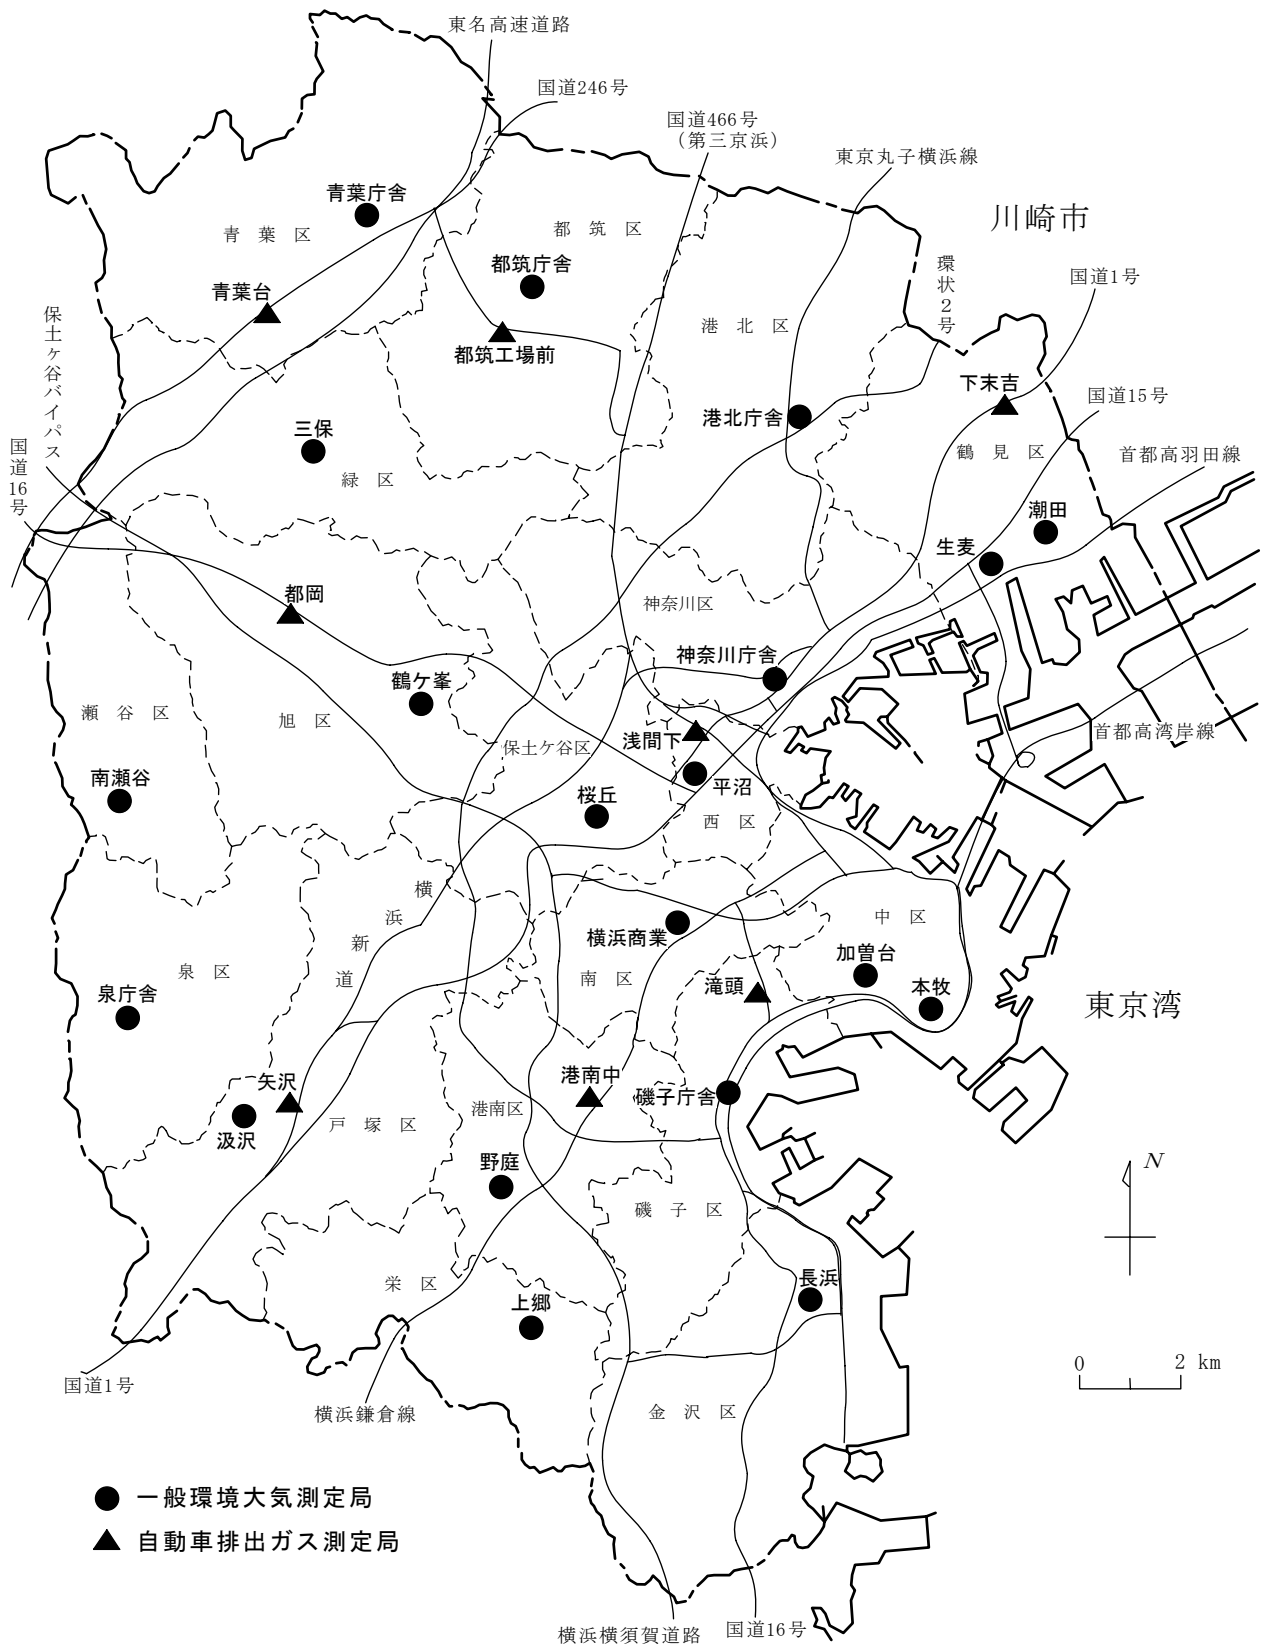 東名高速道路
国道246号
国道466号
（第三京浜）
東京丸子横浜線
川崎市
青葉庁舎
青葉区
都筑区
都筑庁舎
環状2号
国道1号
青葉台
保土ヶ谷バイパス
港北区
都筑工場前
下末吉
国道15号
港北庁舎
三保
国道16号
緑区
鶴見区
首都高羽田線
潮田
生麦
都岡
神奈川区
神奈川庁舎
鶴ケ峯
瀬谷区
旭区
浅間下
保土ケ谷区
首都高湾岸線
南瀬谷
平沼
桜丘
西区
横浜新道
中区
横浜商業
加曽台
泉区
南区
滝頭
本牧
泉庁舎
東京湾
矢沢
港南中
磯子庁舎
港南区
汲沢
戸塚区
野庭
N
磯子区
栄区
長浜
上郷
0 2 km
国道1号
横浜鎌倉線
金沢区
一般環境大気測定局
自動車排出ガス測定局
横浜横須賀道路
国道16号